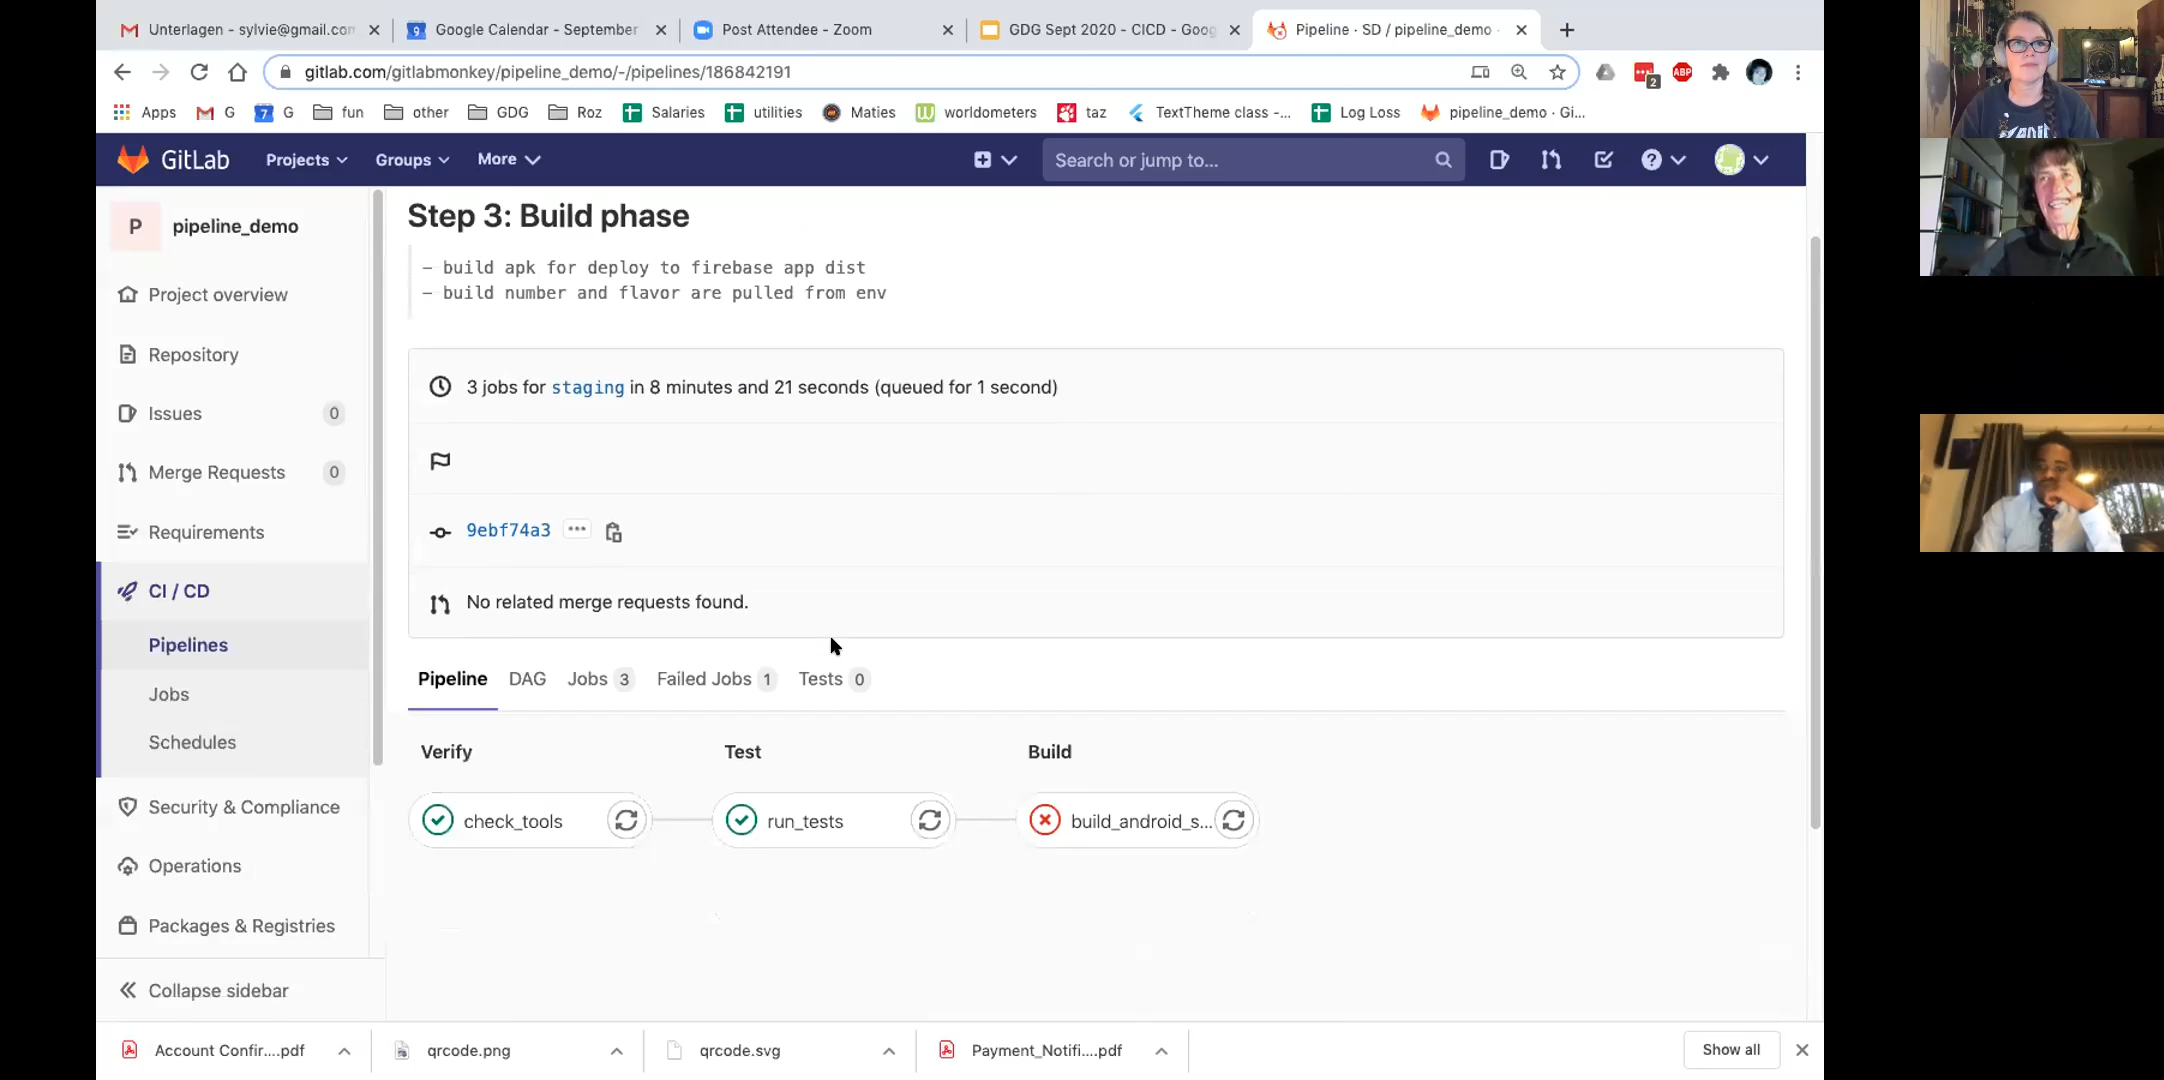 Unterlagen - sylvie@gmail.con
Google Calendar - September
Post Attendee - Zoom
GDG Sept 2020 - CICD - Goog
Pipeline · SD / pipeline_demo ·
gitlab.com/gitlabmonkey/pipeline_demo/-/pipelines/186842191
2
ABP
Apps
G
7
G
fun
other
GDG
Roz
Salaries
utilities
Maties
worldometers
taz
TextTheme class -...
Log Loss
pipeline_demo · Gi...
GitLab
Projects
Groups
More
Search or jump to...
P
pipeline_demo
Project overview
Repository
Issues 0
Merge Requests 0
Requirements
CI / CD
Pipelines
Jobs
Schedules
Security & Compliance
Operations
Packages & Registries
Collapse sidebar
Step 3: Build phase
- build apk for deploy to firebase app dist
- build number and flavor are pulled from env
3 jobs for staging in 8 minutes and 21 seconds (queued for 1 second)
9ebf74a3
No related merge requests found.
Pipeline DAG Jobs 3 Failed Jobs 1 Tests 0
Verify Test Build
check_tools run_tests build_android_s...
Account Confir....pdf
qrcode.png
qrcode.svg
Payment_Notifi....pdf
Show all